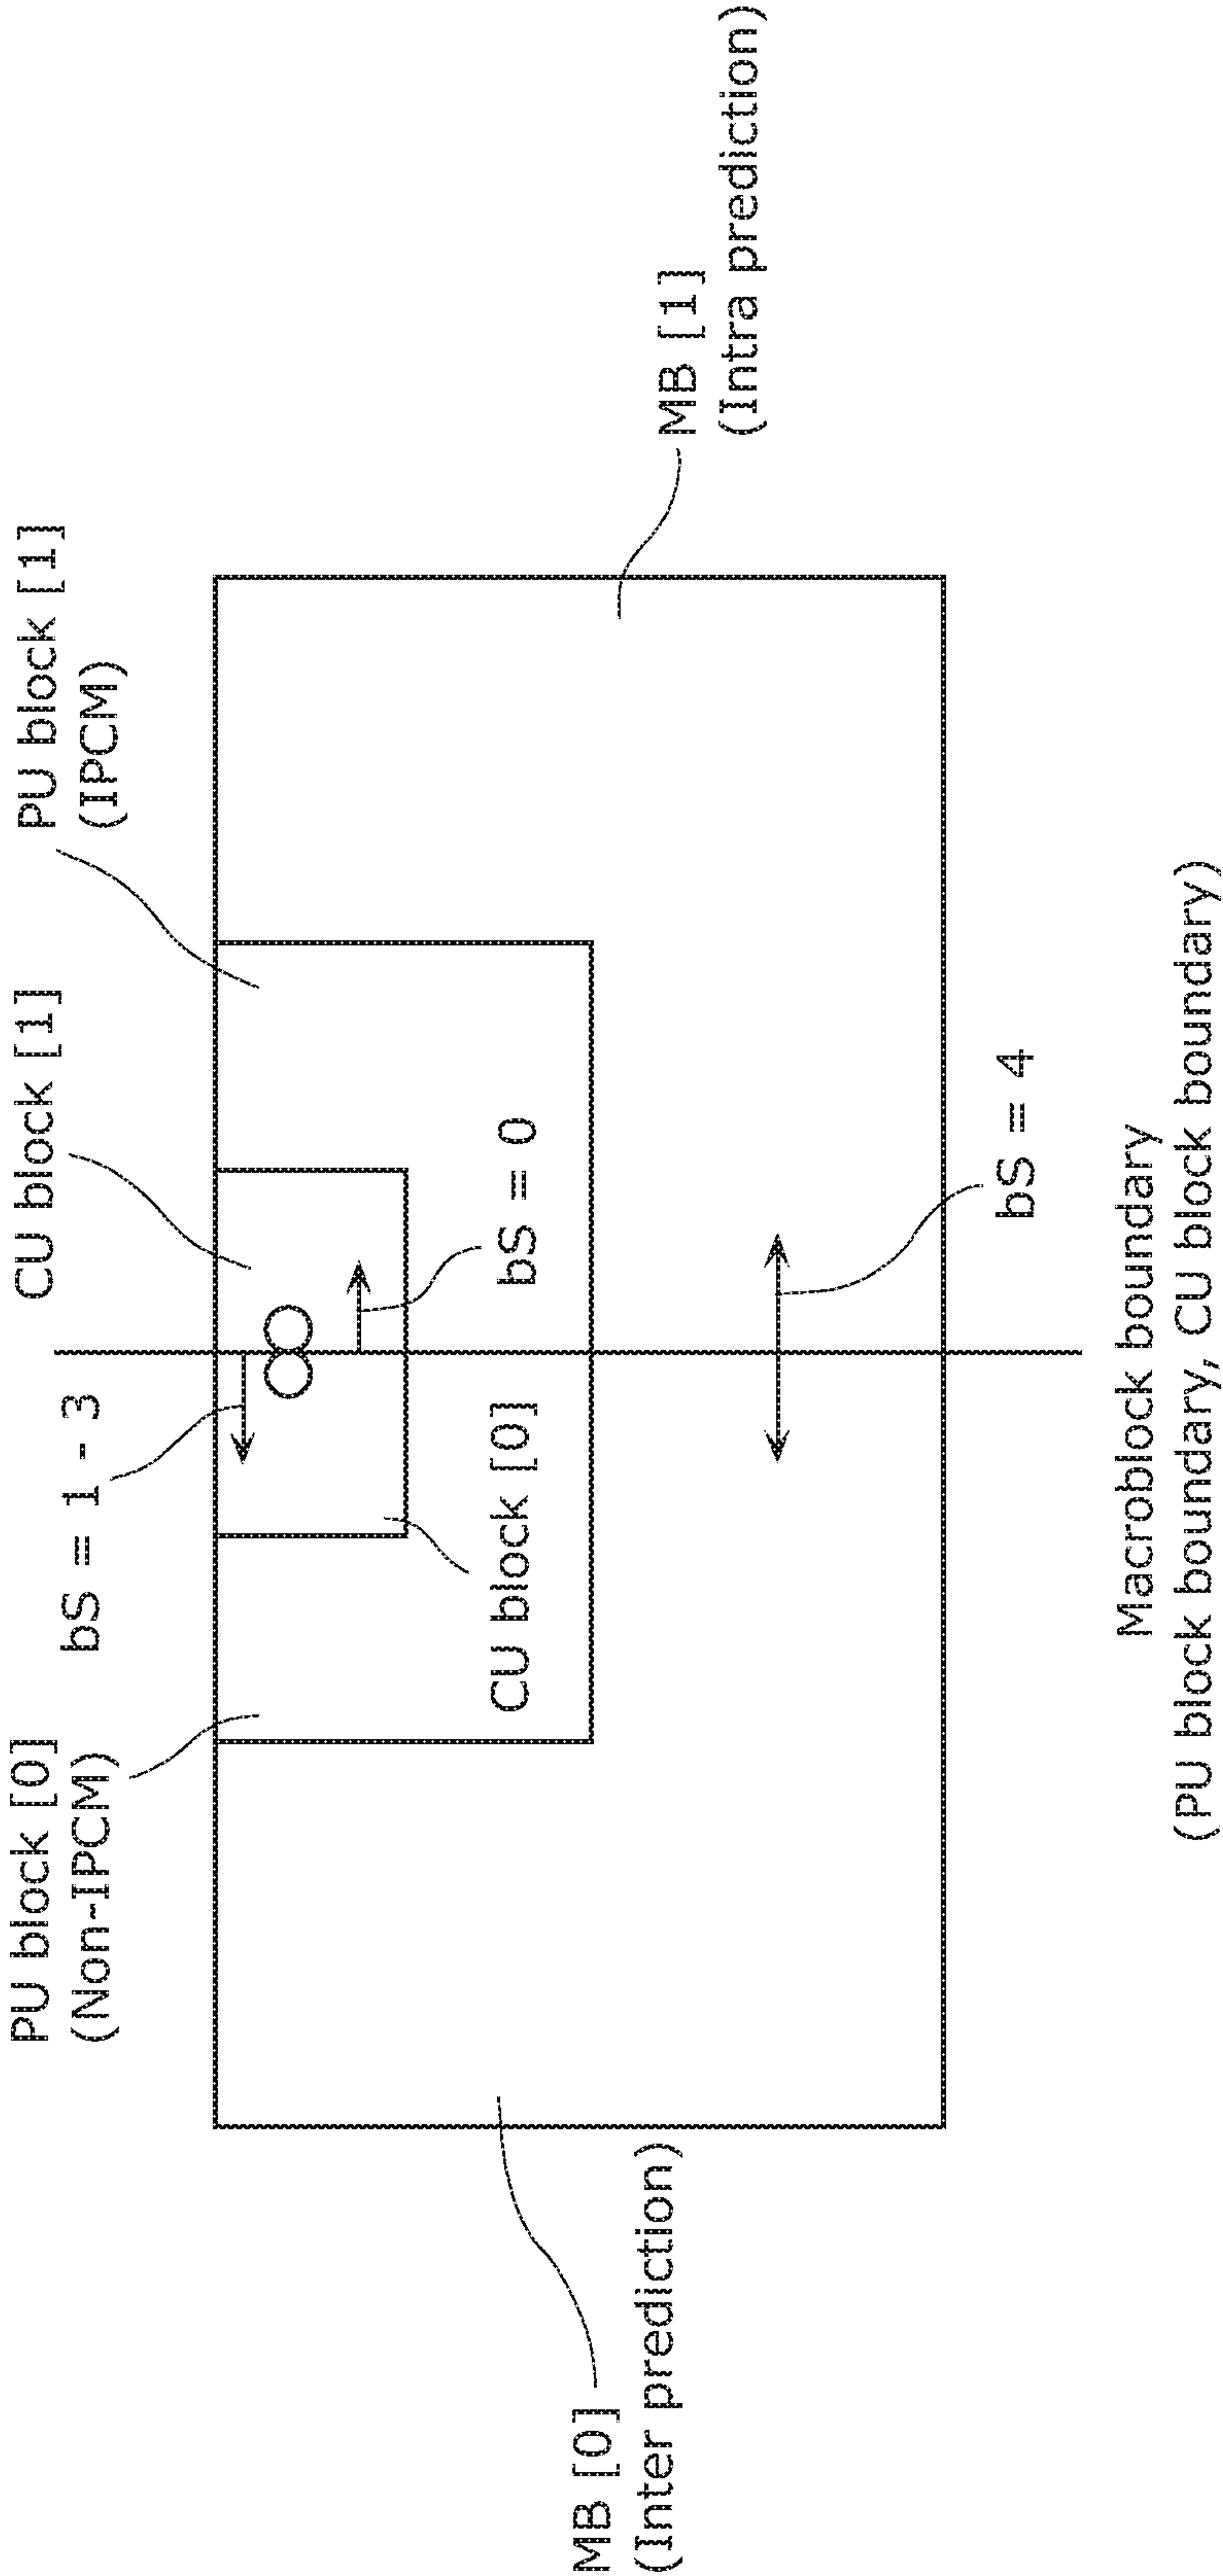 PU block [0]
(Non-IPCM)
bS = 1 - 3
CU block [1]
PU block [1]
(IPCM)
CU block [0]
bS = 0
MB [0]
(Inter prediction)
MB [1]
(Intra prediction)
bS = 4
Macroblock boundary
(PU block boundary, CU block boundary)